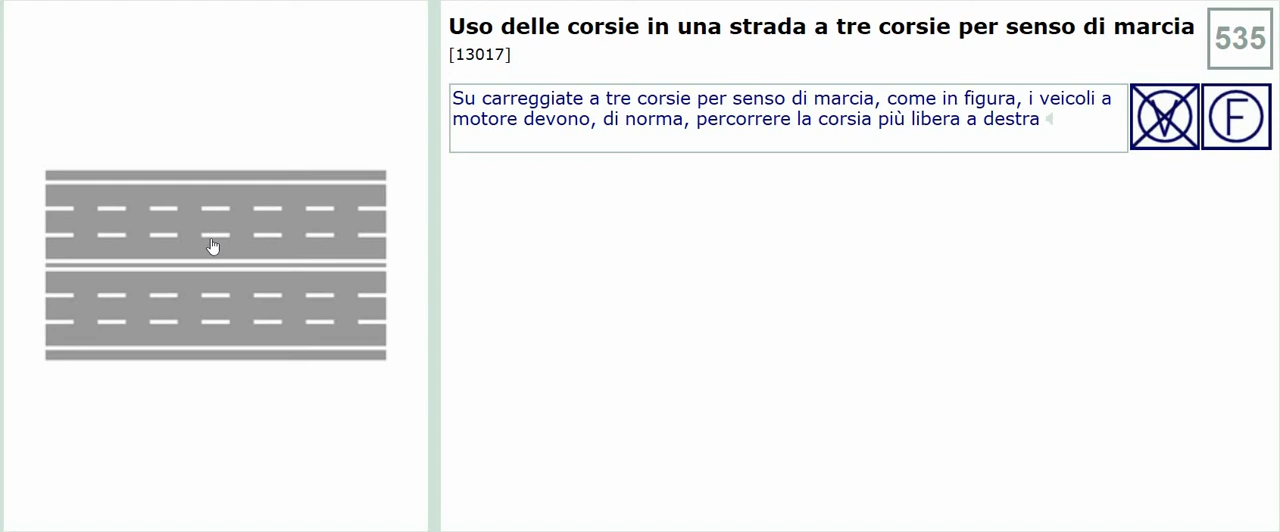 Uso delle corsie in una strada a tre corsie per senso di marcia
535
[13017]
Su carreggiate a tre corsie per senso di marcia, come in figura, i veicoli a
motore devono, di norma, percorrere la corsia più libera a destra
V
F